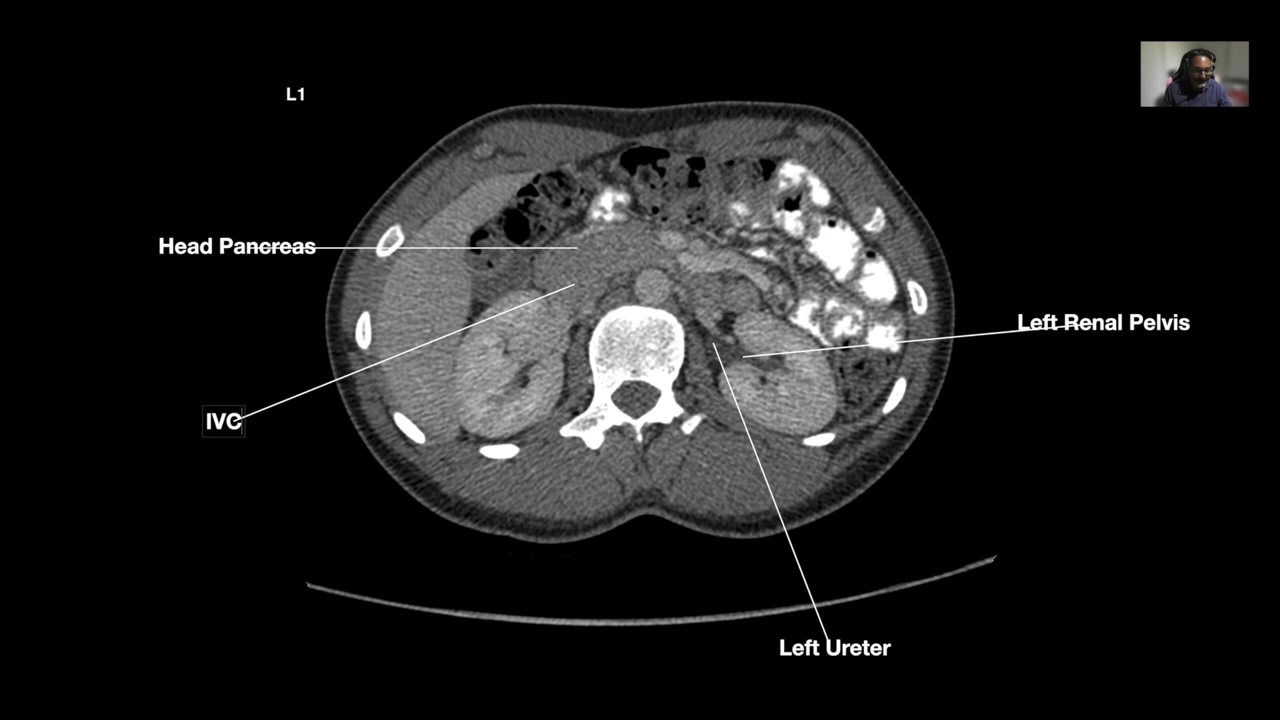 L1
Head Pancreas
Left Renal Pelvis
IVC
Left Ureter